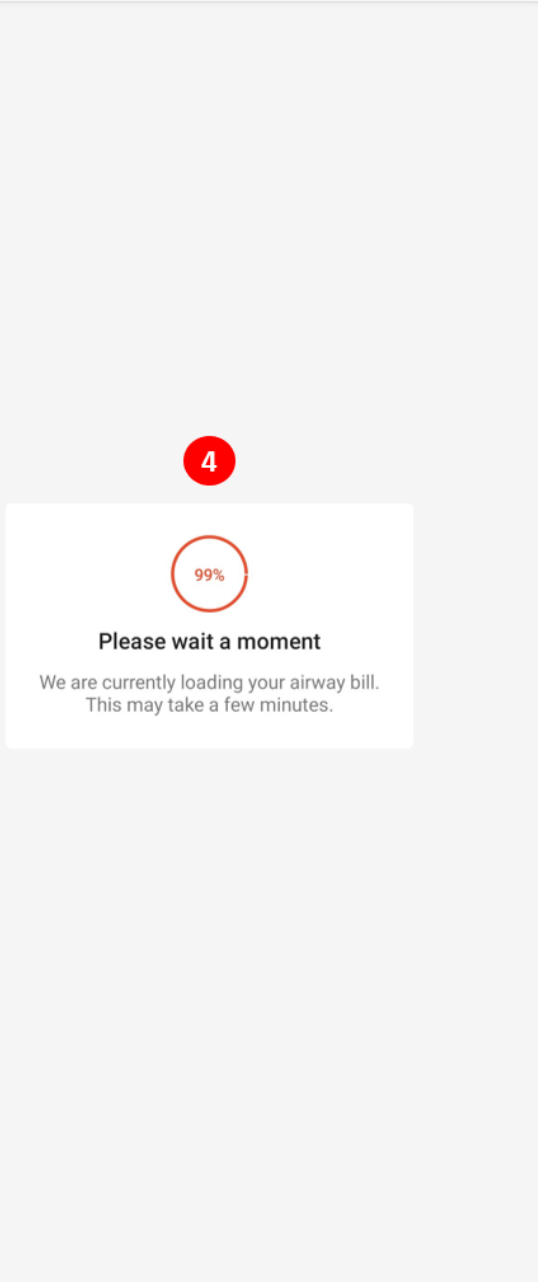 4
99%
Please wait a moment
We are currently loading your airway bill.
This may take a few minutes.